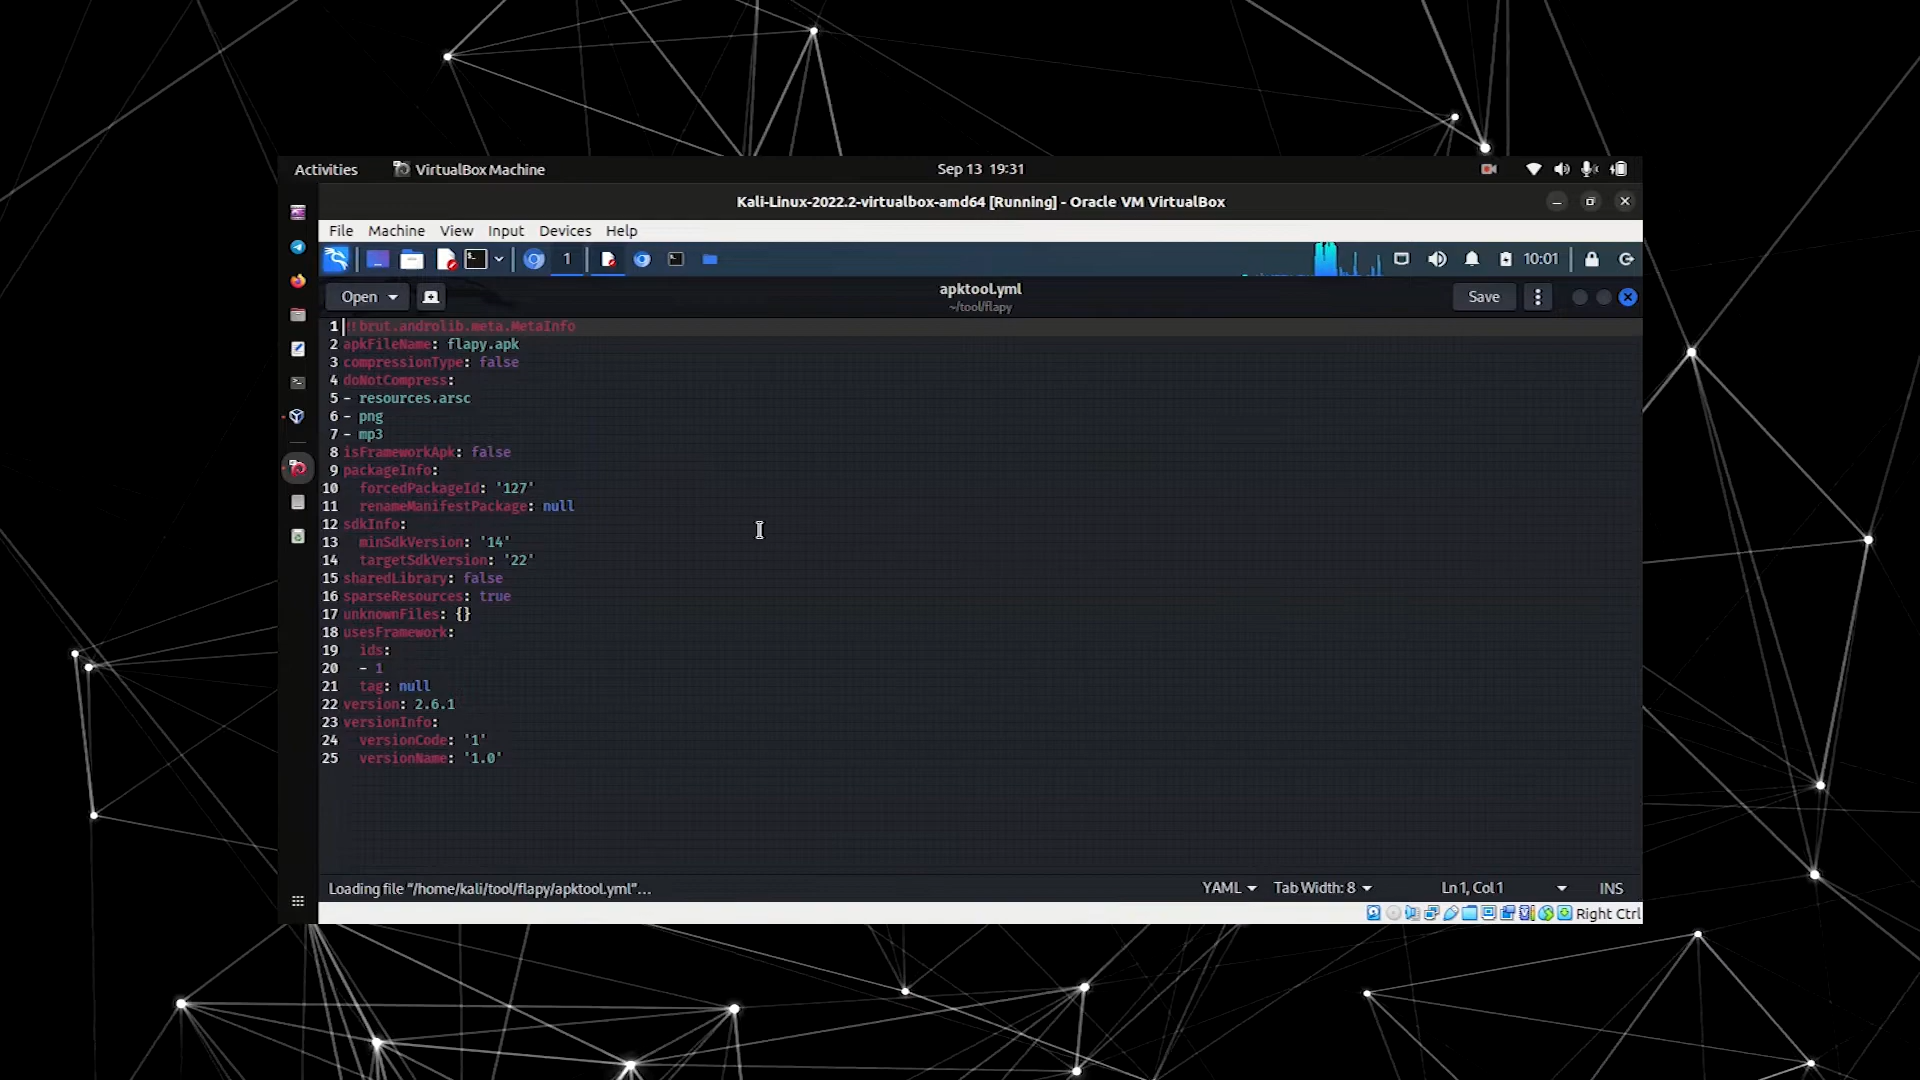 Activities VirtualBox Machine Sep 13 19:31
Kali-Linux-2022.2-virtualbox-amd64 [Running] - Oracle VM VirtualBox
File Machine View Input Devices Help
1 10:01
Open apktool.yml Save
~/tool/flapy
1 !!brut.androlib.meta.MetaInfo
2 apkFileName: flapy.apk
3 compressionType: false
4 doNotCompress:
5 - resources.arsc
6 - png
7 - mp3
8 isFrameworkApk: false
9 packageInfo:
10 forcedPackageId: '127'
11 renameManifestPackage: null
12 sdkInfo:
13 minSdkVersion: '14'
14 targetSdkVersion: '22'
15 sharedLibrary: false
16 sparseResources: true
17 unknownFiles: {}
18 usesFramework:
19 ids:
20 - 1
21 tag: null
22 version: 2.6.1
23 versionInfo:
24 versionCode: '1'
25 versionName: '1.0'
Loading file "/home/kali/tool/flapy/apktool.yml"… YAML Tab Width: 8 Ln 1, Col 1 INS
Right Ctrl